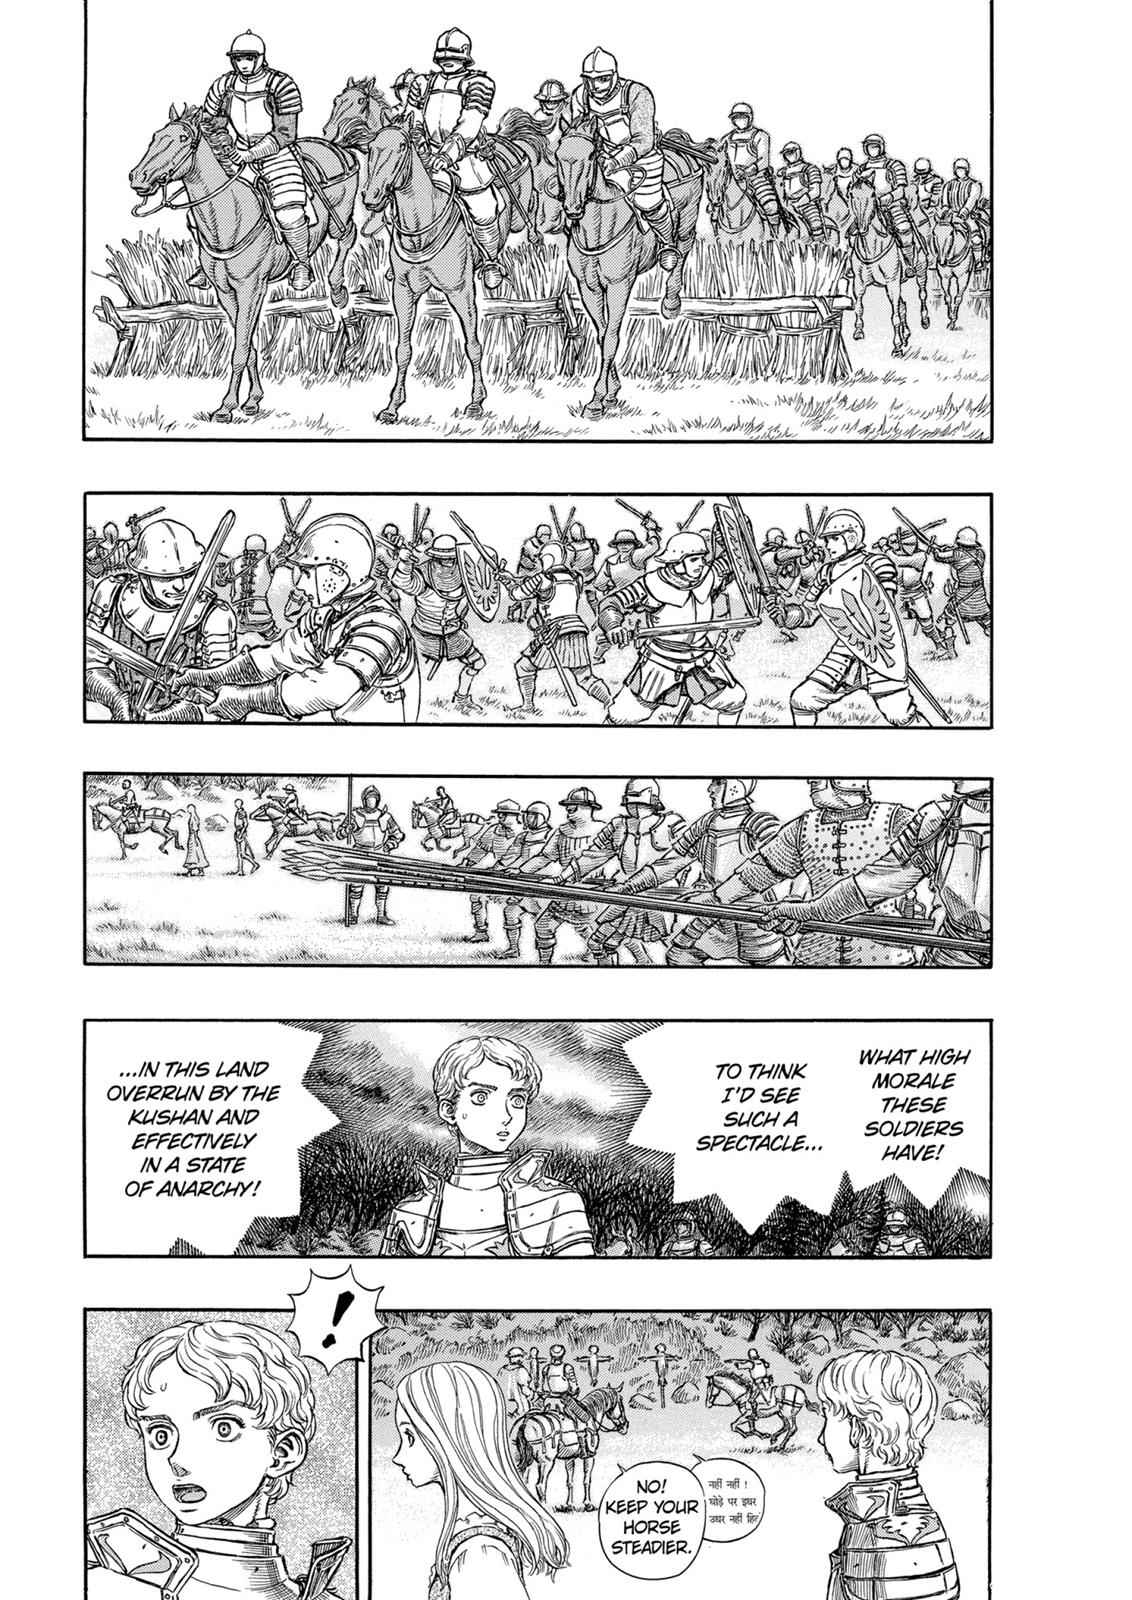 WHAT HIGH
MORALE
THESE
SOLDIERS
HAVE!
TO THINK
I'D SEE
SUCH A
SPECTACLE...
...IN THIS LAND
OVERRUN BY THE
KUSHAN AND
EFFECTIVELY
IN A STATE
OF ANARCHY!
!
नहीं नहीं !
घोड़े पर इधर
उधर नहीं हिल
NO!
KEEP YOUR
HORSE
STEADIER.